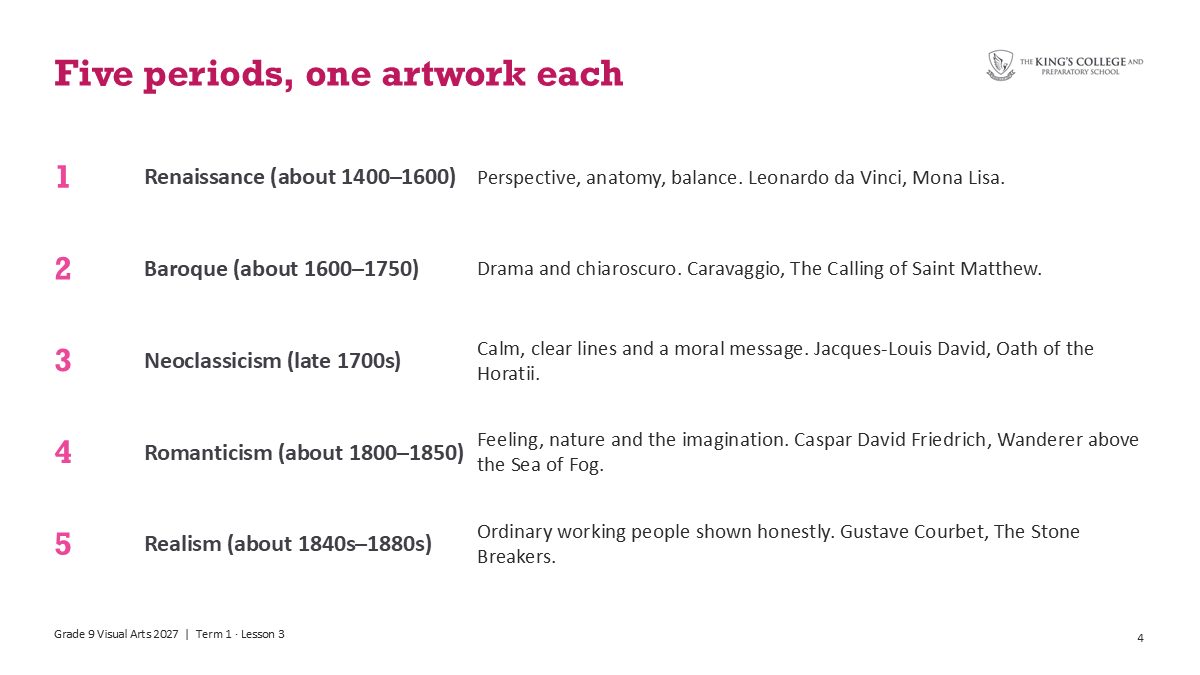 Five periods, one artwork each
THE KING'S COLLEGE AND
PREPARATORY SCHOOL
1
Renaissance (about 1400–1600)
Perspective, anatomy, balance. Leonardo da Vinci, Mona Lisa.
2
Baroque (about 1600–1750)
Drama and chiaroscuro. Caravaggio, The Calling of Saint Matthew.
3
Neoclassicism (late 1700s)
Calm, clear lines and a moral message. Jacques-Louis David, Oath of the
Horatii.
4
Romanticism (about 1800–1850)
Feeling, nature and the imagination. Caspar David Friedrich, Wanderer above
the Sea of Fog.
5
Realism (about 1840s–1880s)
Ordinary working people shown honestly. Gustave Courbet, The Stone
Breakers.
Grade 9 Visual Arts 2027 | Term 1 · Lesson 3
4